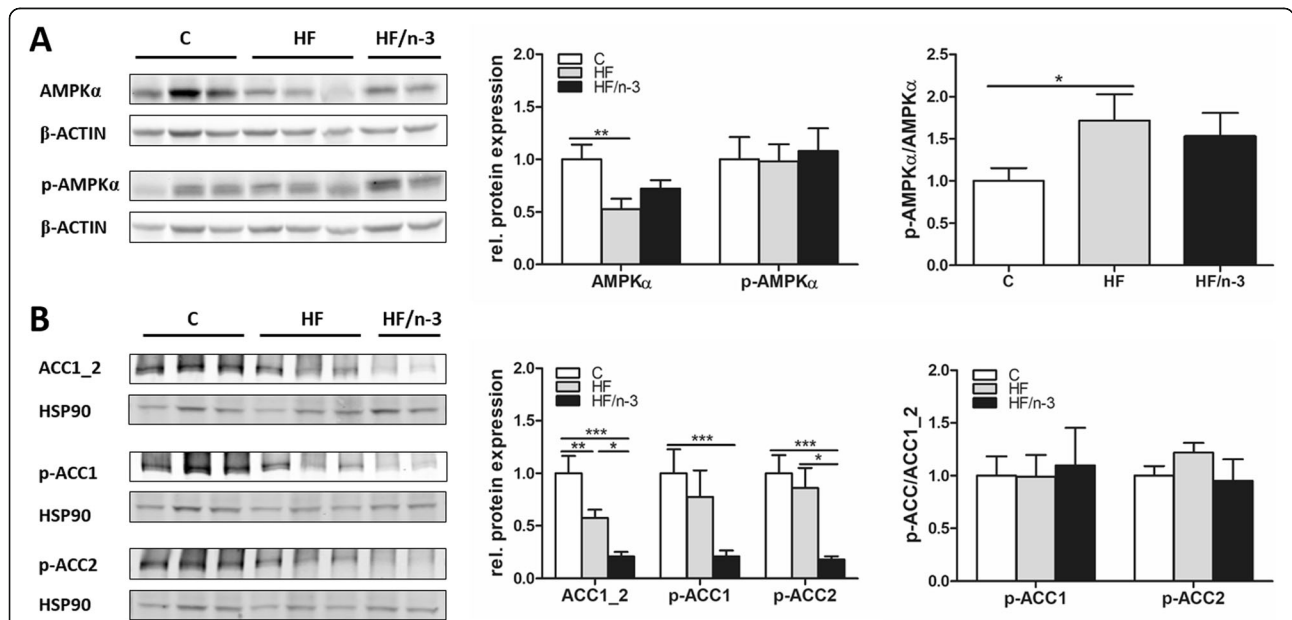 A
C HF HF/n-3
AMPKα
β-ACTIN
p-AMPKα
β-ACTIN
rel. protein expression
2.0
1.5
1.0
0.5
0.0
C
HF
HF/n-3
**
AMPKα p-AMPKα
p-AMPKα/AMPKα
2.5
2.0
1.5
1.0
0.5
0.0
*
C HF HF/n-3
B
C HF HF/n-3
ACC1_2
HSP90
p-ACC1
HSP90
p-ACC2
HSP90
rel. protein expression
2.0
1.5
1.0
0.5
0.0
C
HF
HF/n-3
*** *** ***
** * *
ACC1_2 p-ACC1 p-ACC2
p-ACC/ACC1_2
2.0
1.5
1.0
0.5
0.0
C
HF
HF/n-3
p-ACC1 p-ACC2